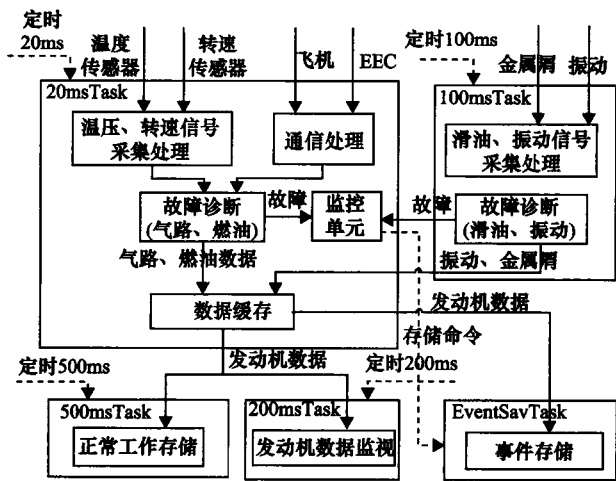 定时
20ms
温度
传感器
转速
传感器
飞机
EEC
定时100ms
金属屑
振动
20msTask
100msTask
温压、转速信号
采集处理
通信处理
滑油、振动信号
采集处理
故障诊断
(气路、燃油)
故障
监控
单元
故障
故障诊断
(滑油、振动)
气路、燃油数据
振动、金属屑
数据缓存
发动机数据
存储命令
发动机数据
定时500ms
定时200ms
500msTask
正常工作存储
200msTask
发动机数据监视
EventSavTask
事件存储